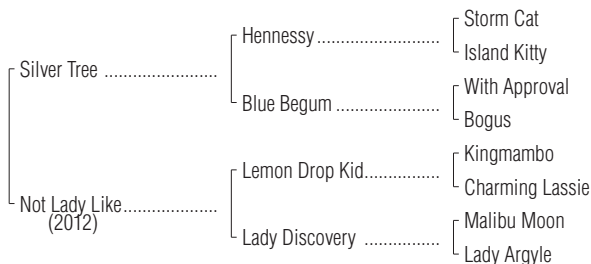 Storm Cat
Hennessy ........................
Island Kitty
Silver Tree ......................
With Approval
Blue Begum ....................
Bogus
Kingmambo
Lemon Drop Kid...............
Charming Lassie
Not Lady Like..................
(2012)
Malibu Moon
Lady Discovery ...............
Lady Argyle